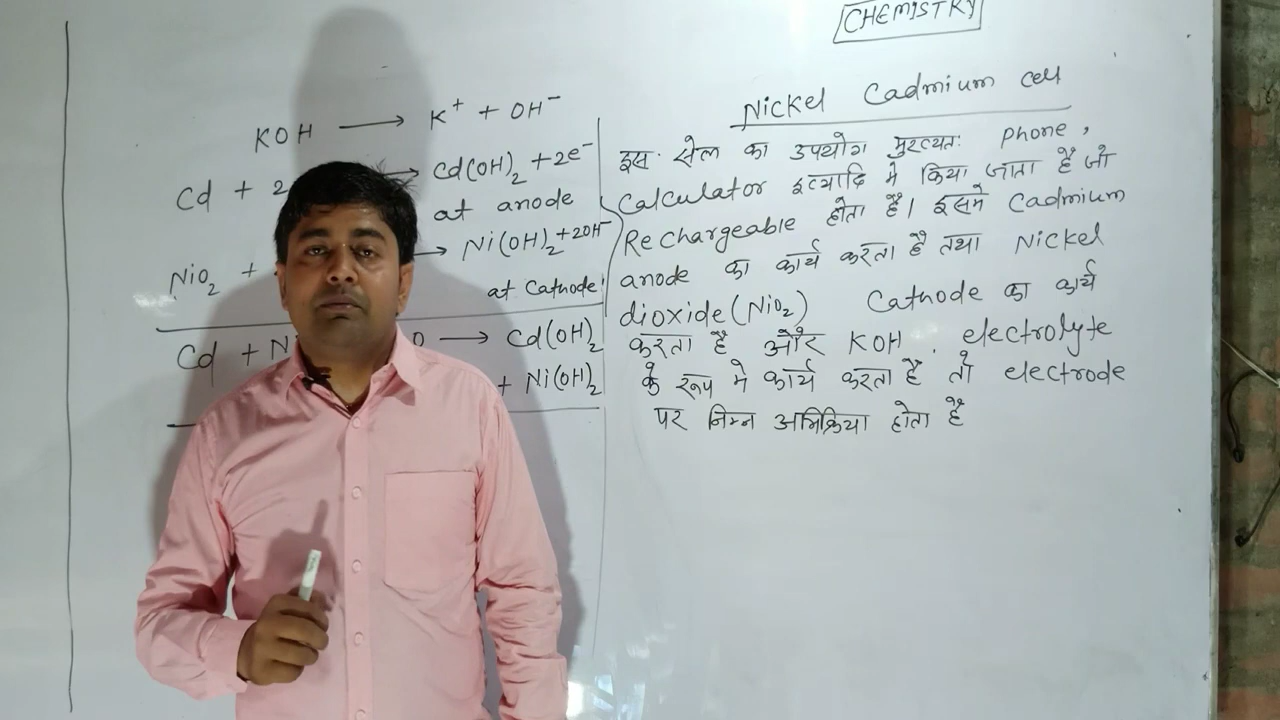 CHEMISTRY
KOH → K⁺ + OH⁻
Cd + 2 → Cd(OH)₂ + 2e⁻
at anode
NiO₂ + → Ni(OH)₂ + 2OH⁻
at Cathode
Cd + Ni O → Cd(OH)₂
+ Ni(OH)₂
Nickel Cadmium cell
इस सेल का उपयोग मुख्यतः phone,
Calculator इत्यादि मे किया जाता है जो
Rechargeable होता है। इसमे Cadmium
anode का कार्य करता है तथा Nickel
dioxide (NiO₂) Cathode का कार्य
करता है और KOH electrolyte
के रूप मे कार्य करता है तो electrode
पर निम्न अभिक्रिया होता है